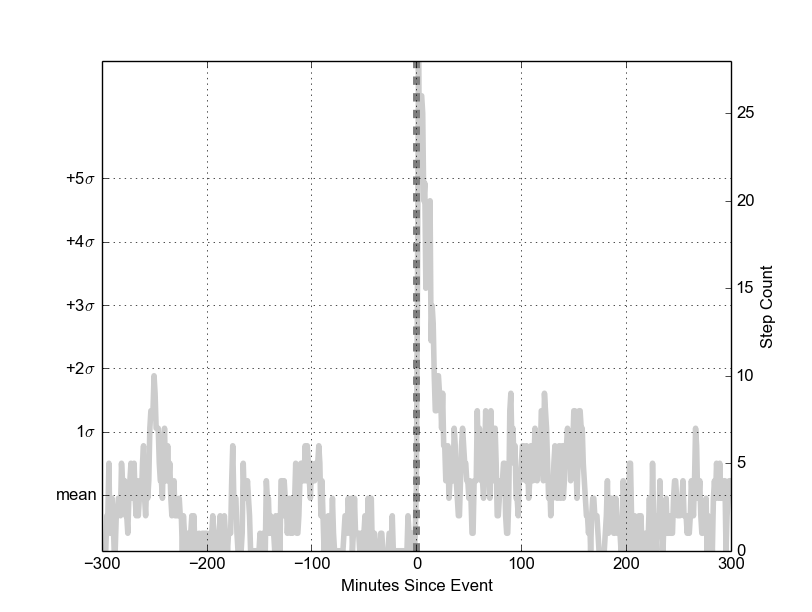 +5σ
+4σ
+3σ
+2σ
1σ
mean
25
20
15
10
5
0
Step Count
−300 −200 −100 0 100 200 300
Minutes Since Event